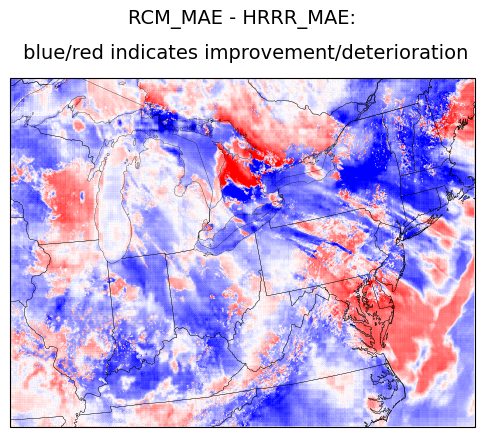 RCM_MAE - HRRR_MAE:
blue/red indicates improvement/deterioration